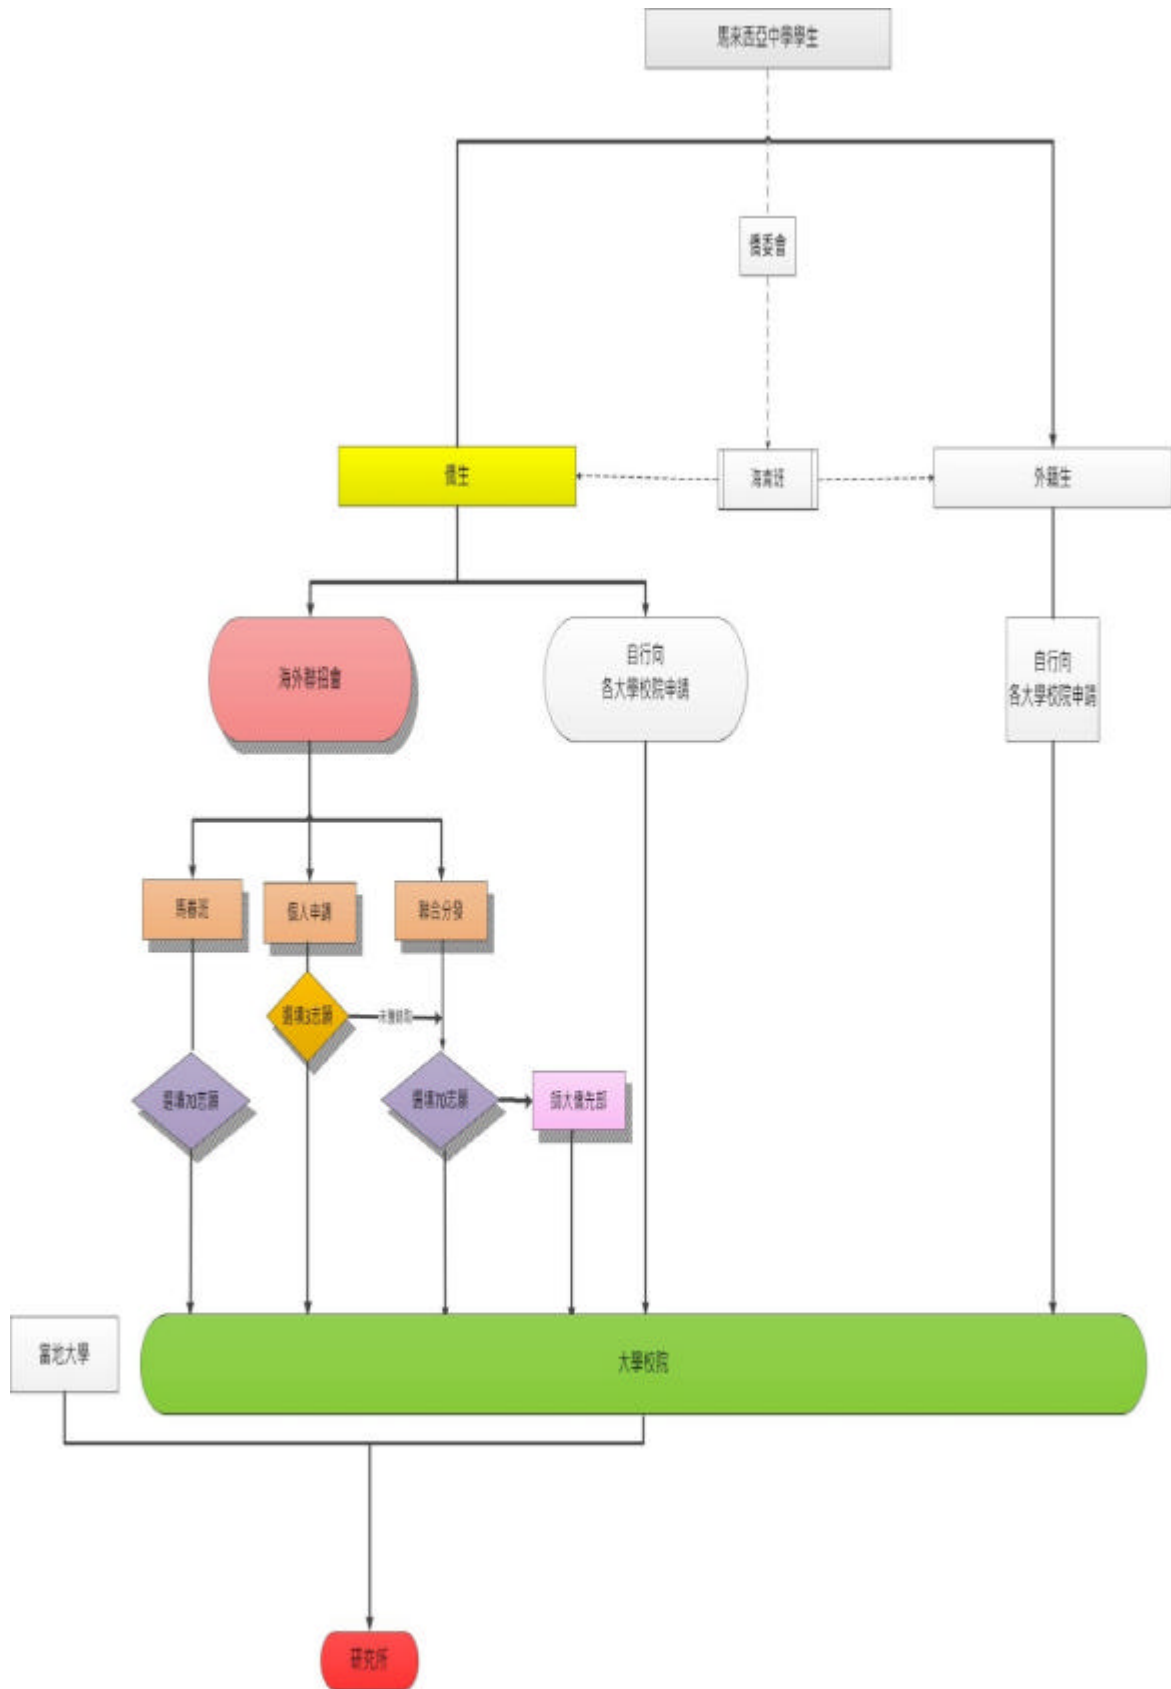 馬來西亞中學學生
僑委會
僑生
海青班
外籍生
海外聯招會
自行向
各大學校院申請
自行向
各大學校院申請
馬春班
個人申請
聯合分發
選填3志願
未獲錄取
選填70志願
選填70志願
師大僑先部
當地大學
大學校院
研究所